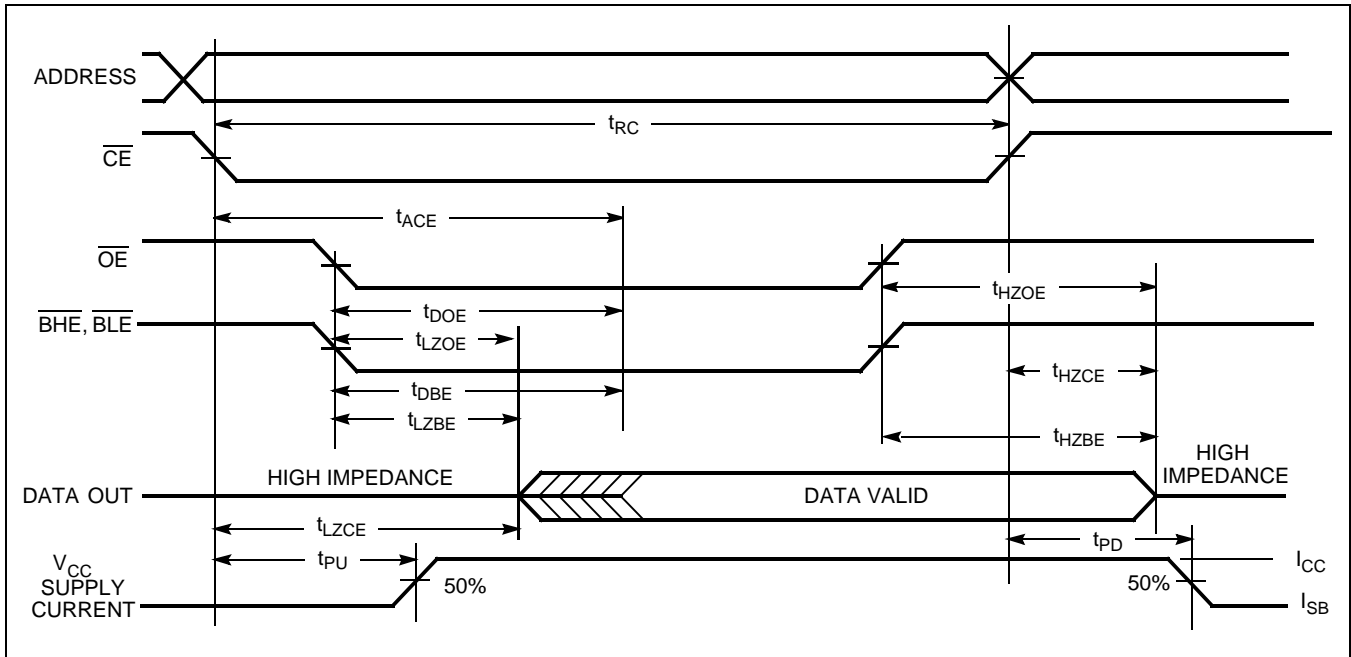 ADDRESS
tRC
CE
tACE
OE
tHZOE
tDOE
BHE, BLE
tLZOE
tHZCE
tDBE
tLZBE
tHZBE
HIGH
IMPEDANCE
HIGH IMPEDANCE
DATA OUT
DATA VALID
tLZCE
tPD
tPU
VCC
SUPPLY
CURRENT
50%
50%
ICC
ISB